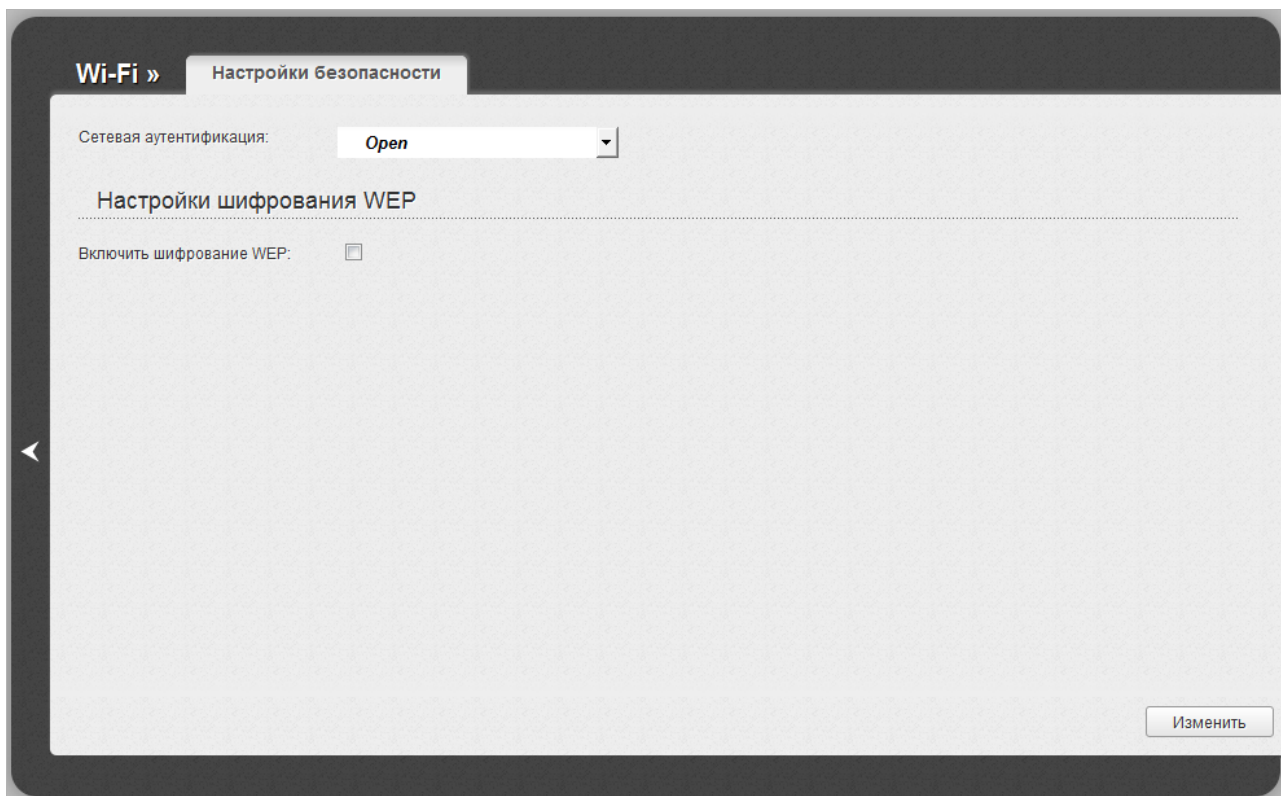 Wi-Fi » Настройки безопасности
Сетевая аутентификация: Open
Настройки шифрования WEP
Включить шифрование WEP:
Изменить